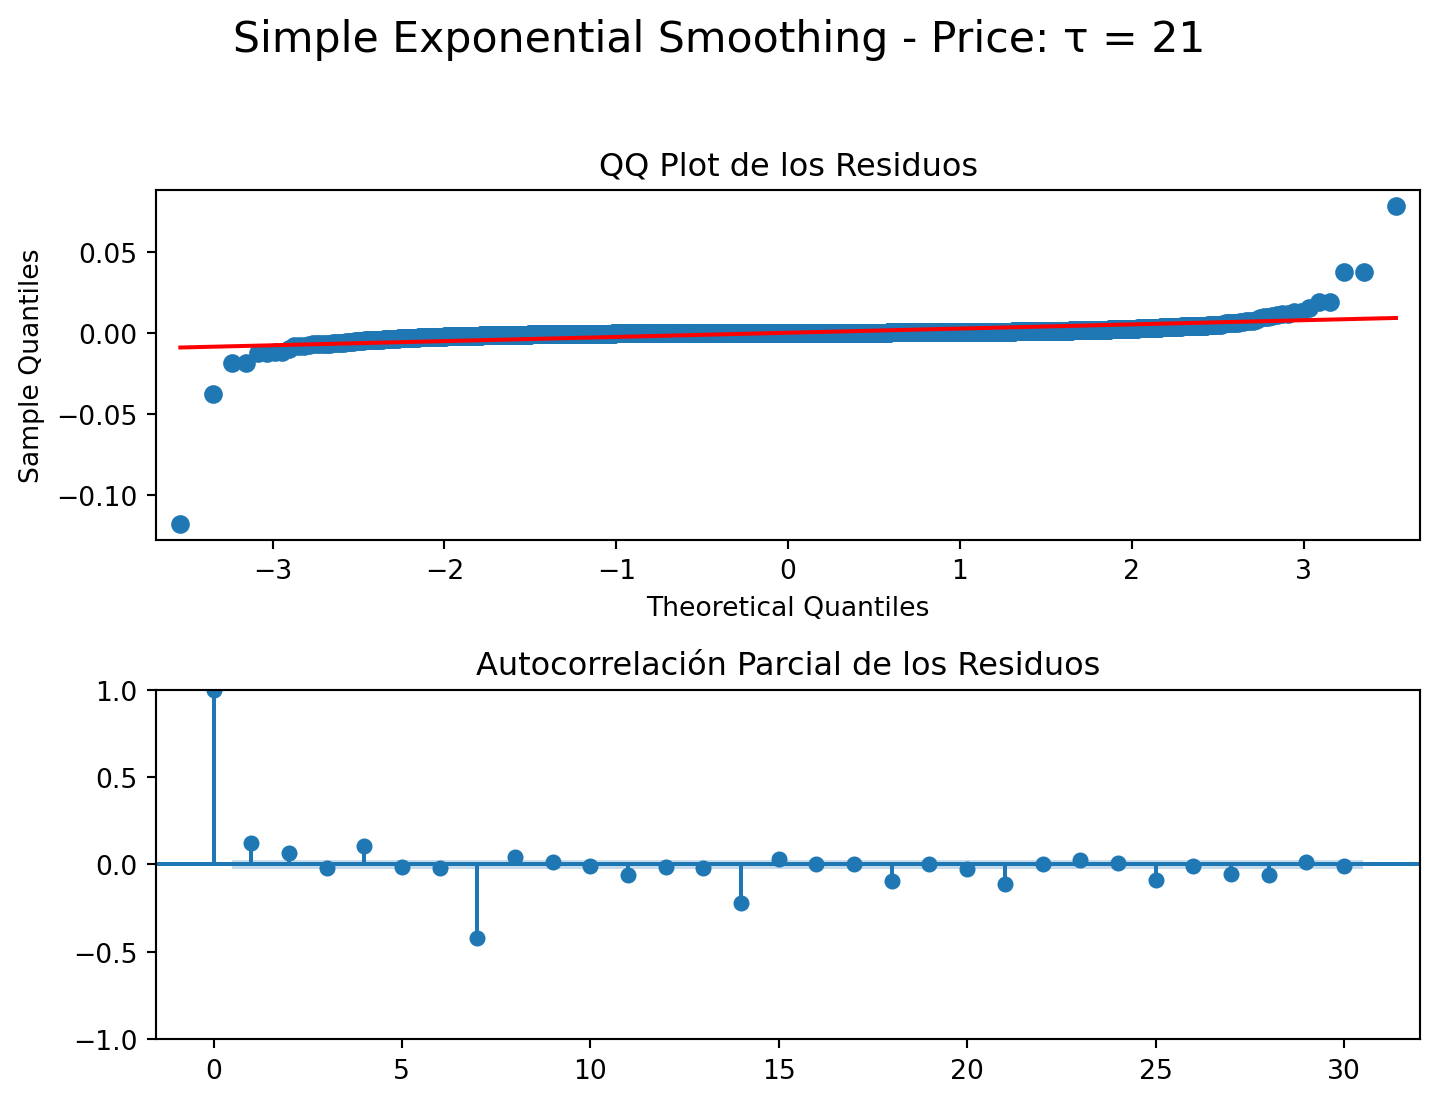 Simple Exponential Smoothing - Price: τ = 21
QQ Plot de los Residuos
Sample Quantiles
0.05
0.00
−0.05
−0.10
−3 −2 −1 0 1 2 3
Theoretical Quantiles
Autocorrelación Parcial de los Residuos
1.0
0.5
0.0
−0.5
−1.0
0 5 10 15 20 25 30